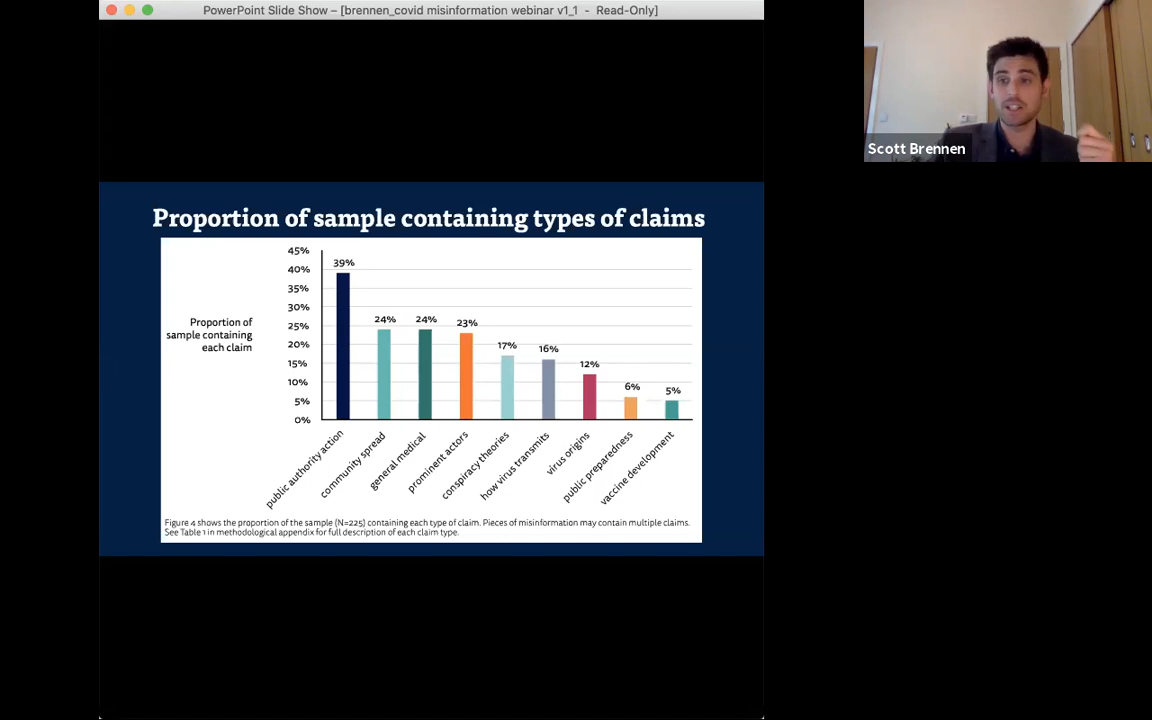 PowerPoint Slide Show – [brennen_covid misinformation webinar v1_1 - Read-Only]
Scott Brennen
Proportion of sample containing types of claims
Proportion of
sample containing
each claim
45%
40%
35%
30%
25%
20%
15%
10%
5%
0%
39%
24%
24%
23%
17%
16%
12%
6%
5%
public authority action
community spread
general medical
prominent actors
conspiracy theories
how virus transmits
virus origins
public preparedness
vaccine development
Figure 4 shows the proportion of the sample (N=225) containing each type of claim. Pieces of misinformation may contain multiple claims.
See Table 1 in methodological appendix for full description of each claim type.